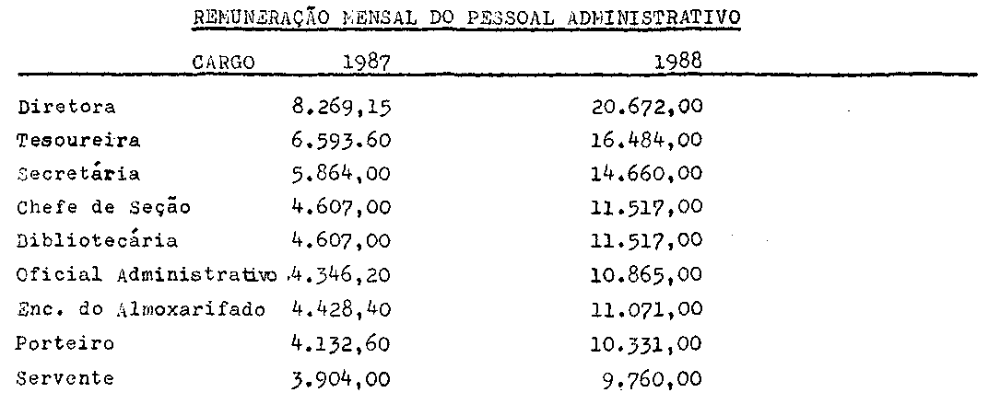 REMUNERAÇÃO MENSAL DO PESSOAL ADMINISTRATIVO
CARGO 1987 1988
Diretora 8.269,15 20.672,00
Tesoureira 6.593.60 16.484,00
Secretária 5.864,00 14.660,00
Chefe de Seção 4.607,00 11.517,00
Bibliotecária 4.607,00 11.517,00
Oficial Administrativo 4.346,20 10.865,00
Enc. do Almoxarifado 4.428,40 11.071,00
Porteiro 4.132,60 10.331,00
Servente 3.904,00 9.760,00